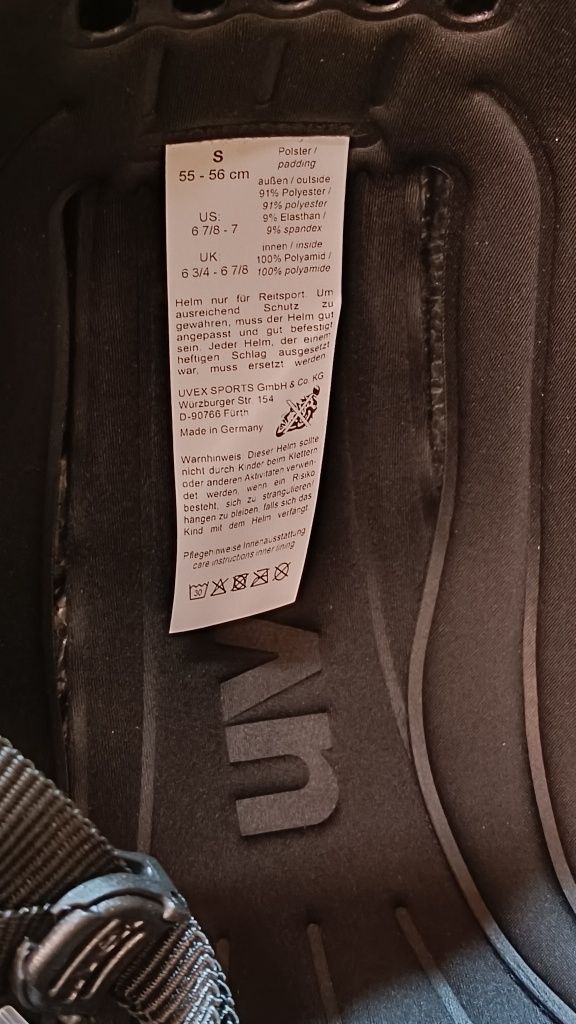 S
55 - 56 cm
US:
6 7/8 - 7
UK:
6 3/4 - 6 7/8
Polster /
padding
außen / outside
91% Polyester /
91% polyester
9% Elasthan /
9% spandex
innen / inside
100% Polyamid /
100% polyamide
Helm nur für Reitsport. Um
ausreichend Schutz zu
gewähren, muss der Helm gut
angepasst und gut befestigt
sein. Jeder Helm, der einem
heftigen Schlag ausgesetzt
war, muss ersetzt werden.
UVEX SPORTS GmbH & Co. KG
Würzburger Str. 154
D-90766 Fürth
Made in Germany
Warnhinweis: Dieser Helm sollte
nicht durch Kinder beim Klettern
oder anderen Aktivitäten verwen-
det werden, wenn ein Risiko
besteht, sich zu strangulieren/
hängen zu bleiben, falls sich das
Kind mit dem Helm verfängt.
Pflegehinweise Innenausstattung
care instructions inner lining
30
uv